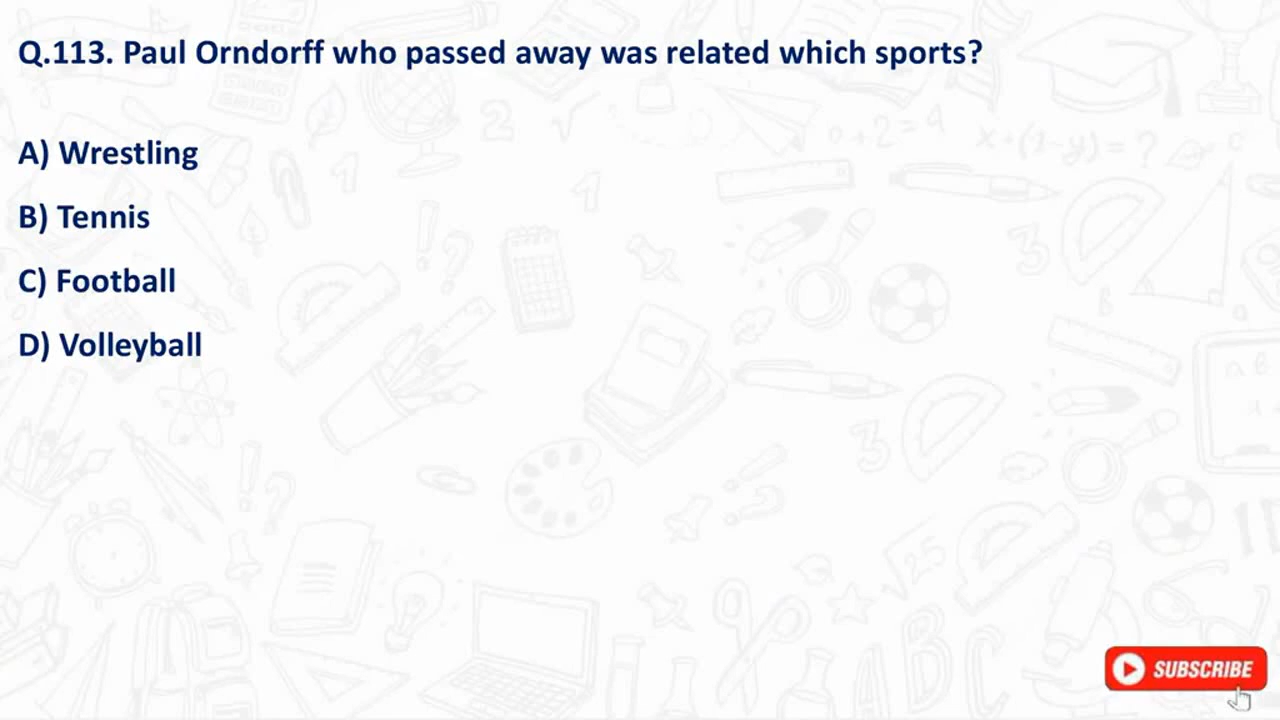 Q.113. Paul Orndorff who passed away was related which sports?
A) Wrestling
B) Tennis
C) Football
D) Volleyball
SUBSCRIBE